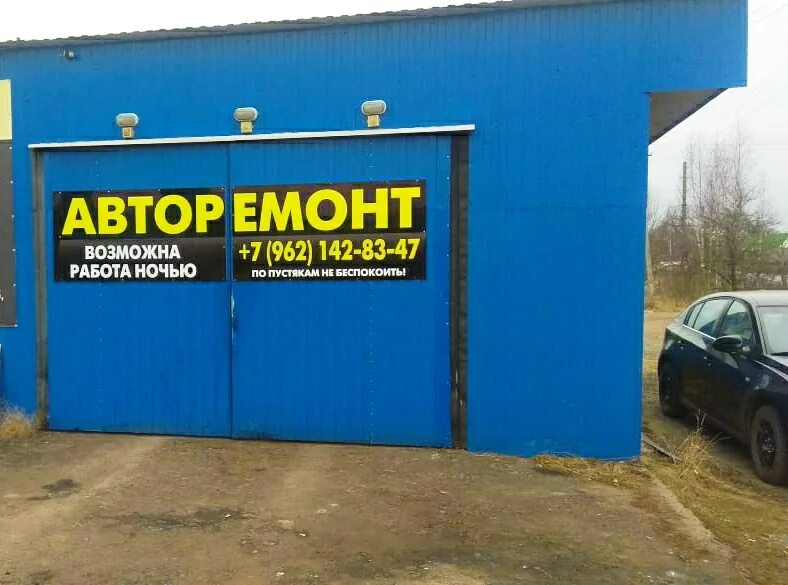 АВТОРЕМОНТ
ВОЗМОЖНА
РАБОТА НОЧЬЮ
+7 (962) 142-83-47
ПО ПУСТЯКАМ НЕ БЕСПОКОИТЬ!